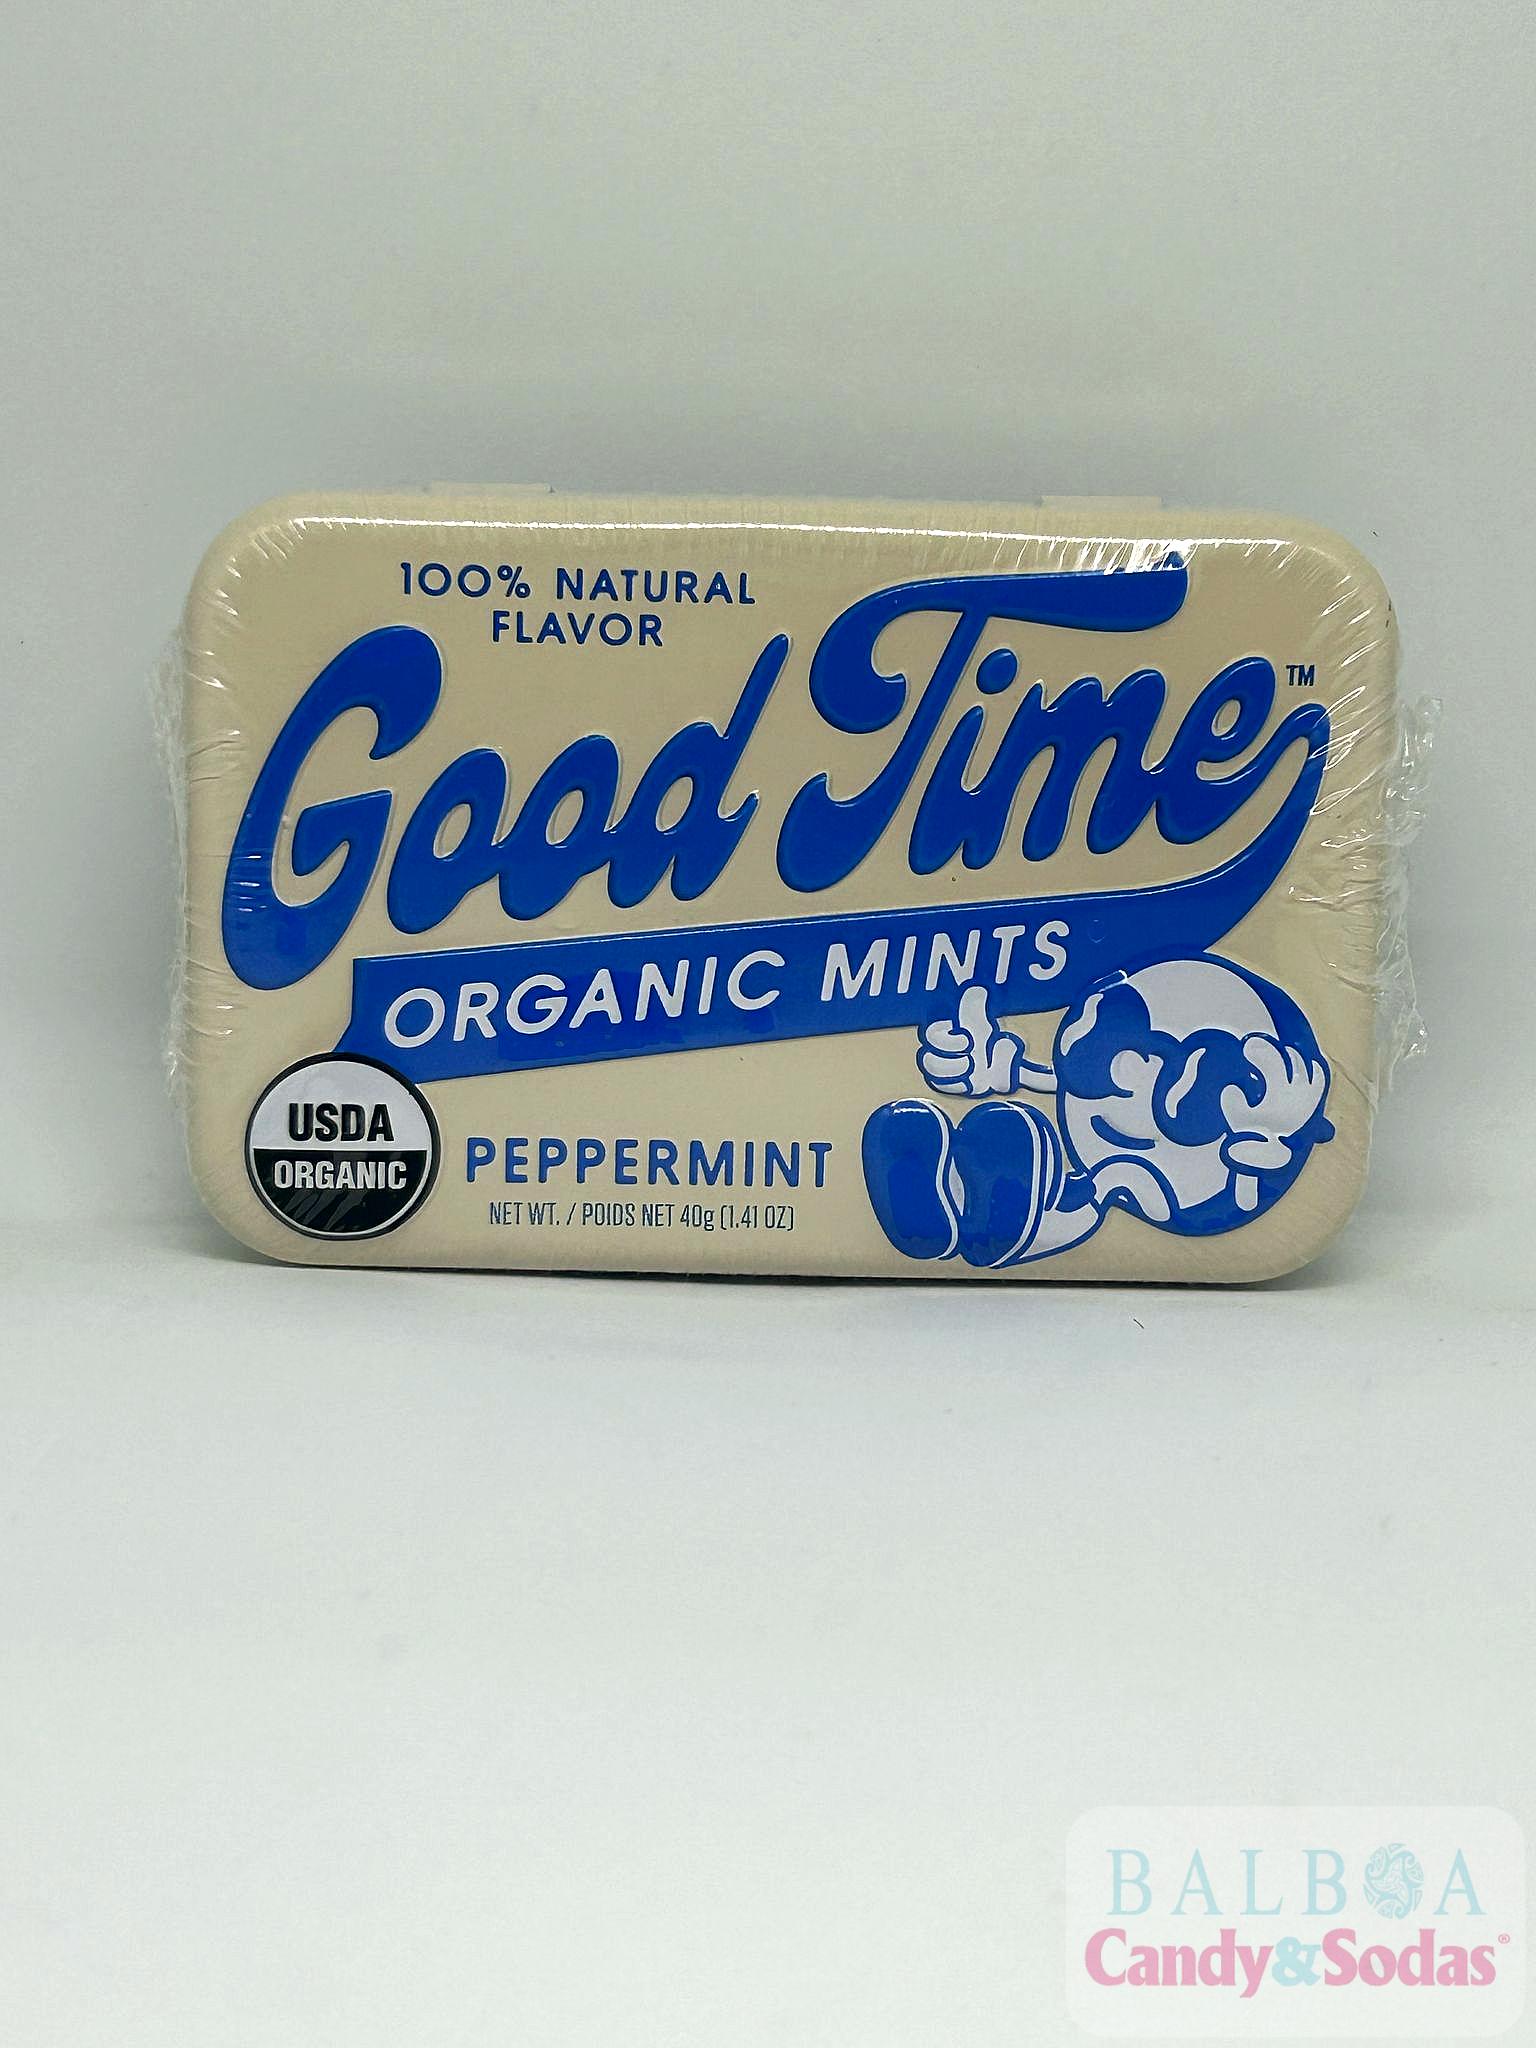 100% NATURAL
FLAVOR
Good Time™
ORGANIC MINTS
USDA
ORGANIC
PEPPERMINT
NET WT. / POIDS NET 40g (1.41 OZ)
BALBOA
Candy&Sodas®